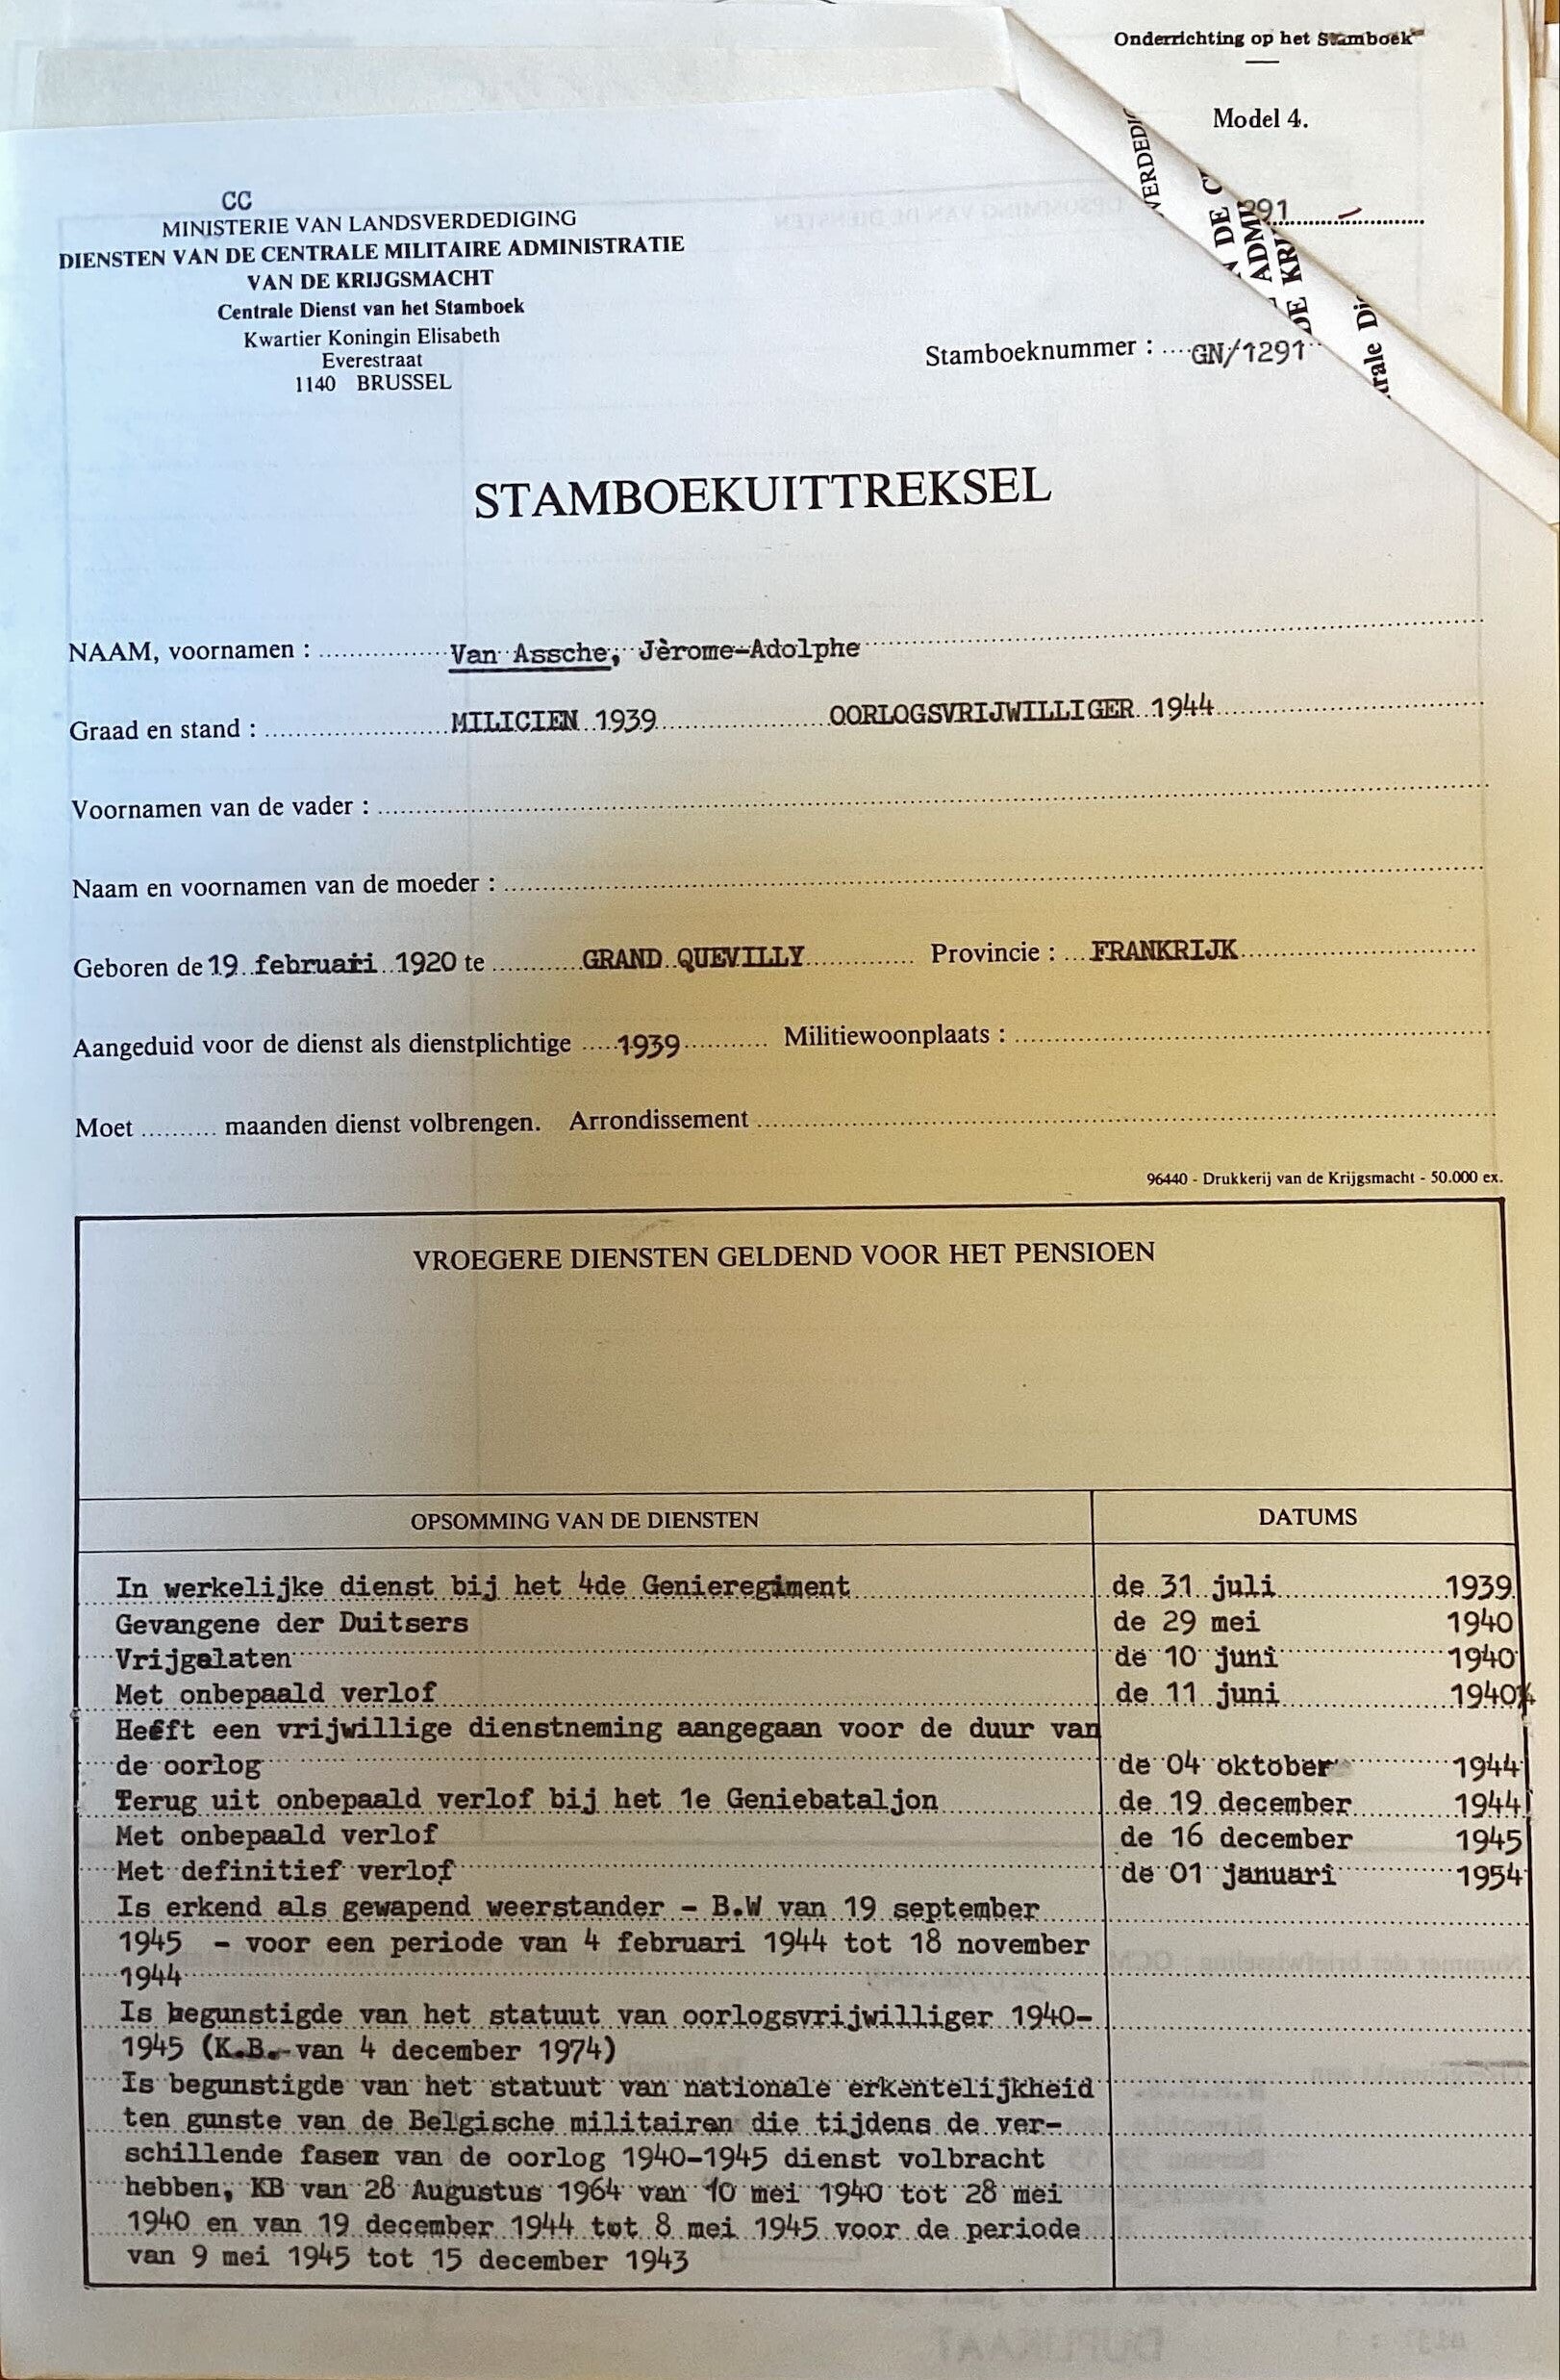 Onderrichting op het Stamboek
Model 4.
VERDEDI
291
DE
ADMI
DE KR
rale Di
CC
MINISTERIE VAN LANDSVERDEDIGING
DIENSTEN VAN DE CENTRALE MILITAIRE ADMINISTRATIE
VAN DE KRIJGSMACHT
Centrale Dienst van het Stamboek
Kwartier Koningin Elisabeth
Everestraat
1140 BRUSSEL
Stamboeknummer : GN/1291
STAMBOEKUITTREKSEL
NAAM, voornamen : Van Assche, Jèrome-Adolphe
Graad en stand : MILICIEN 1939 OORLOGSVRIJWILLIGER 1944
Voornamen van de vader :
Naam en voornamen van de moeder :
Geboren de 19 februari 1920 te GRAND QUEVILLY Provincie : FRANKRIJK
Aangeduid voor de dienst als dienstplichtige 1939 Militiewoonplaats :
Moet .......... maanden dienst volbrengen. Arrondissement
96440 - Drukkerij van de Krijgsmacht - 50.000 ex.
VROEGERE DIENSTEN GELDEND VOOR HET PENSIOEN
OPSOMMING VAN DE DIENSTEN DATUMS
In werkelijke dienst bij het 4de Genieregiment de 31 juli 1939
Gevangene der Duitsers de 29 mei 1940
Vrijgelaten de 10 juni 1940
Met onbepaald verlof de 11 juni 1940
Heeft een vrijwillige dienstneming aangegaan voor de duur van
de oorlog de 04 oktober 1944
Terug uit onbepaald verlof bij het 1e Geniebataljon de 19 december 1944
Met onbepaald verlof de 16 december 1945
Met definitief verlof de 01 januari 1954
Is erkend als gewapend weerstander - B.W van 19 september
1945 - voor een periode van 4 februari 1944 tot 18 november
1944
Is begunstigde van het statuut van oorlogsvrijwilliger 1940-
1945 (K.B.-van 4 december 1974)
Is begunstigde van het statuut van nationale erkentelijkheid
ten gunste van de Belgische militairen die tijdens de ver-
schillende fasen van de oorlog 1940-1945 dienst volbracht
hebben, KB van 28 Augustus 1964 van 10 mei 1940 tot 28 mei
1940 en van 19 december 1944 tot 8 mei 1945 voor de periode
van 9 mei 1945 tot 15 december 1943